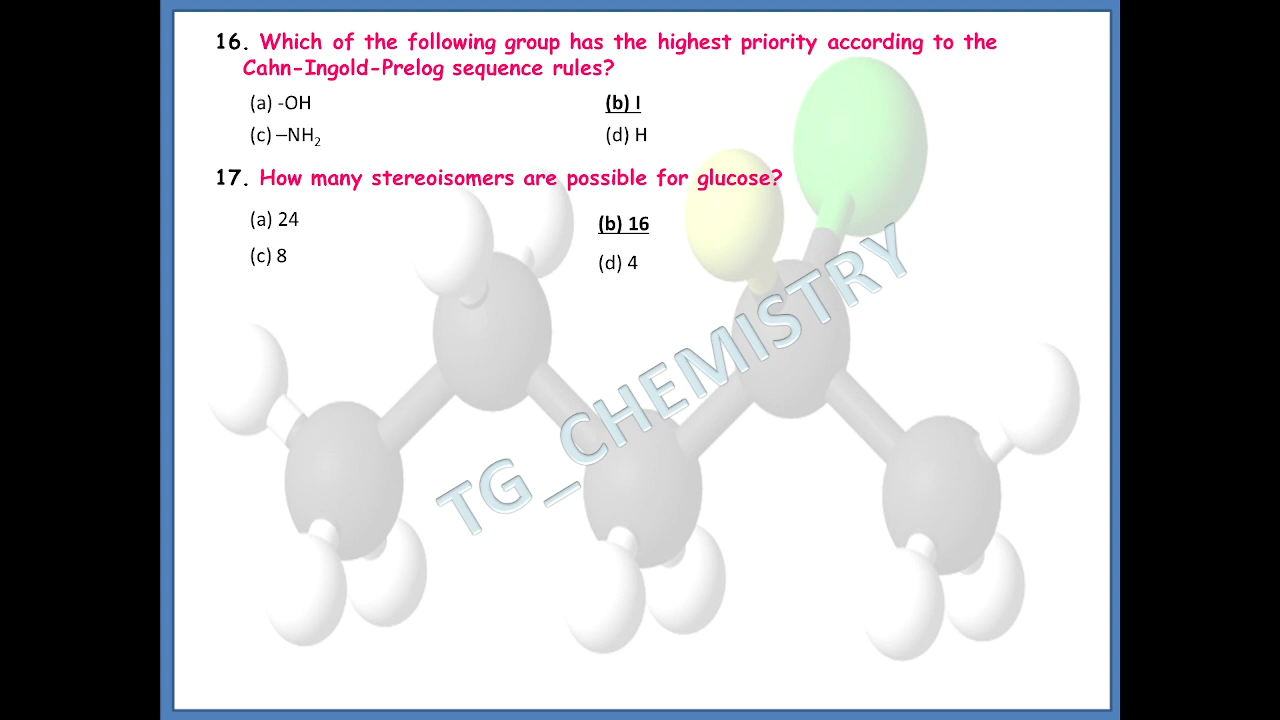 16. Which of the following group has the highest priority according to the
Cahn-Ingold-Prelog sequence rules?
(a) -OH (b) I
(c) –NH₂ (d) H
17. How many stereoisomers are possible for glucose?
(a) 24 (b) 16
(c) 8 (d) 4
TG_CHEMISTRY